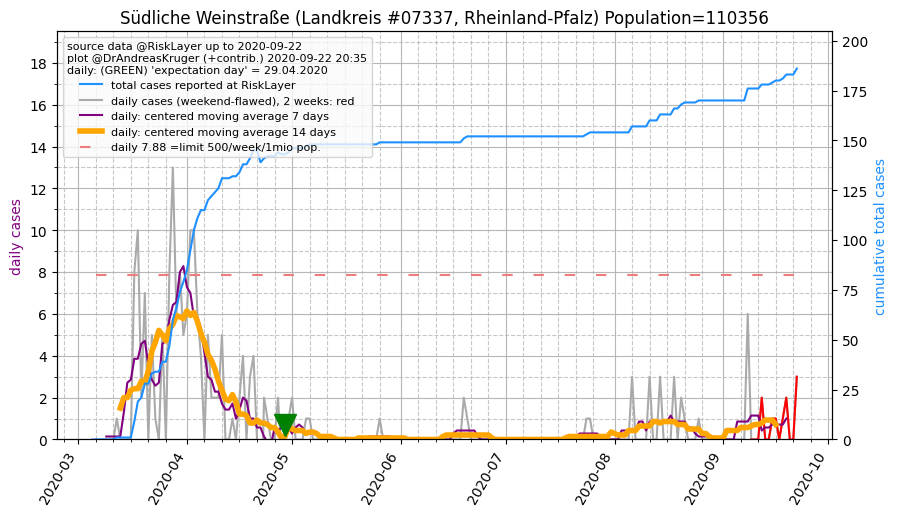 Südliche Weinstraße (Landkreis #07337, Rheinland-Pfalz) Population=110356
source data @RiskLayer up to 2020-09-22
plot @DrAndreasKruger (+contrib.) 2020-09-22 20:35
daily: (GREEN) 'expectation day' = 29.04.2020
total cases reported at RiskLayer
daily cases (weekend-flawed), 2 weeks: red
daily: centered moving average 7 days
daily: centered moving average 14 days
daily 7.88 =limit 500/week/1mio pop.
daily cases
18
16
14
12
10
8
6
4
2
0
cumulative total cases
200
175
150
125
100
75
50
25
0
2020-03
2020-04
2020-05
2020-06
2020-07
2020-08
2020-09
2020-10